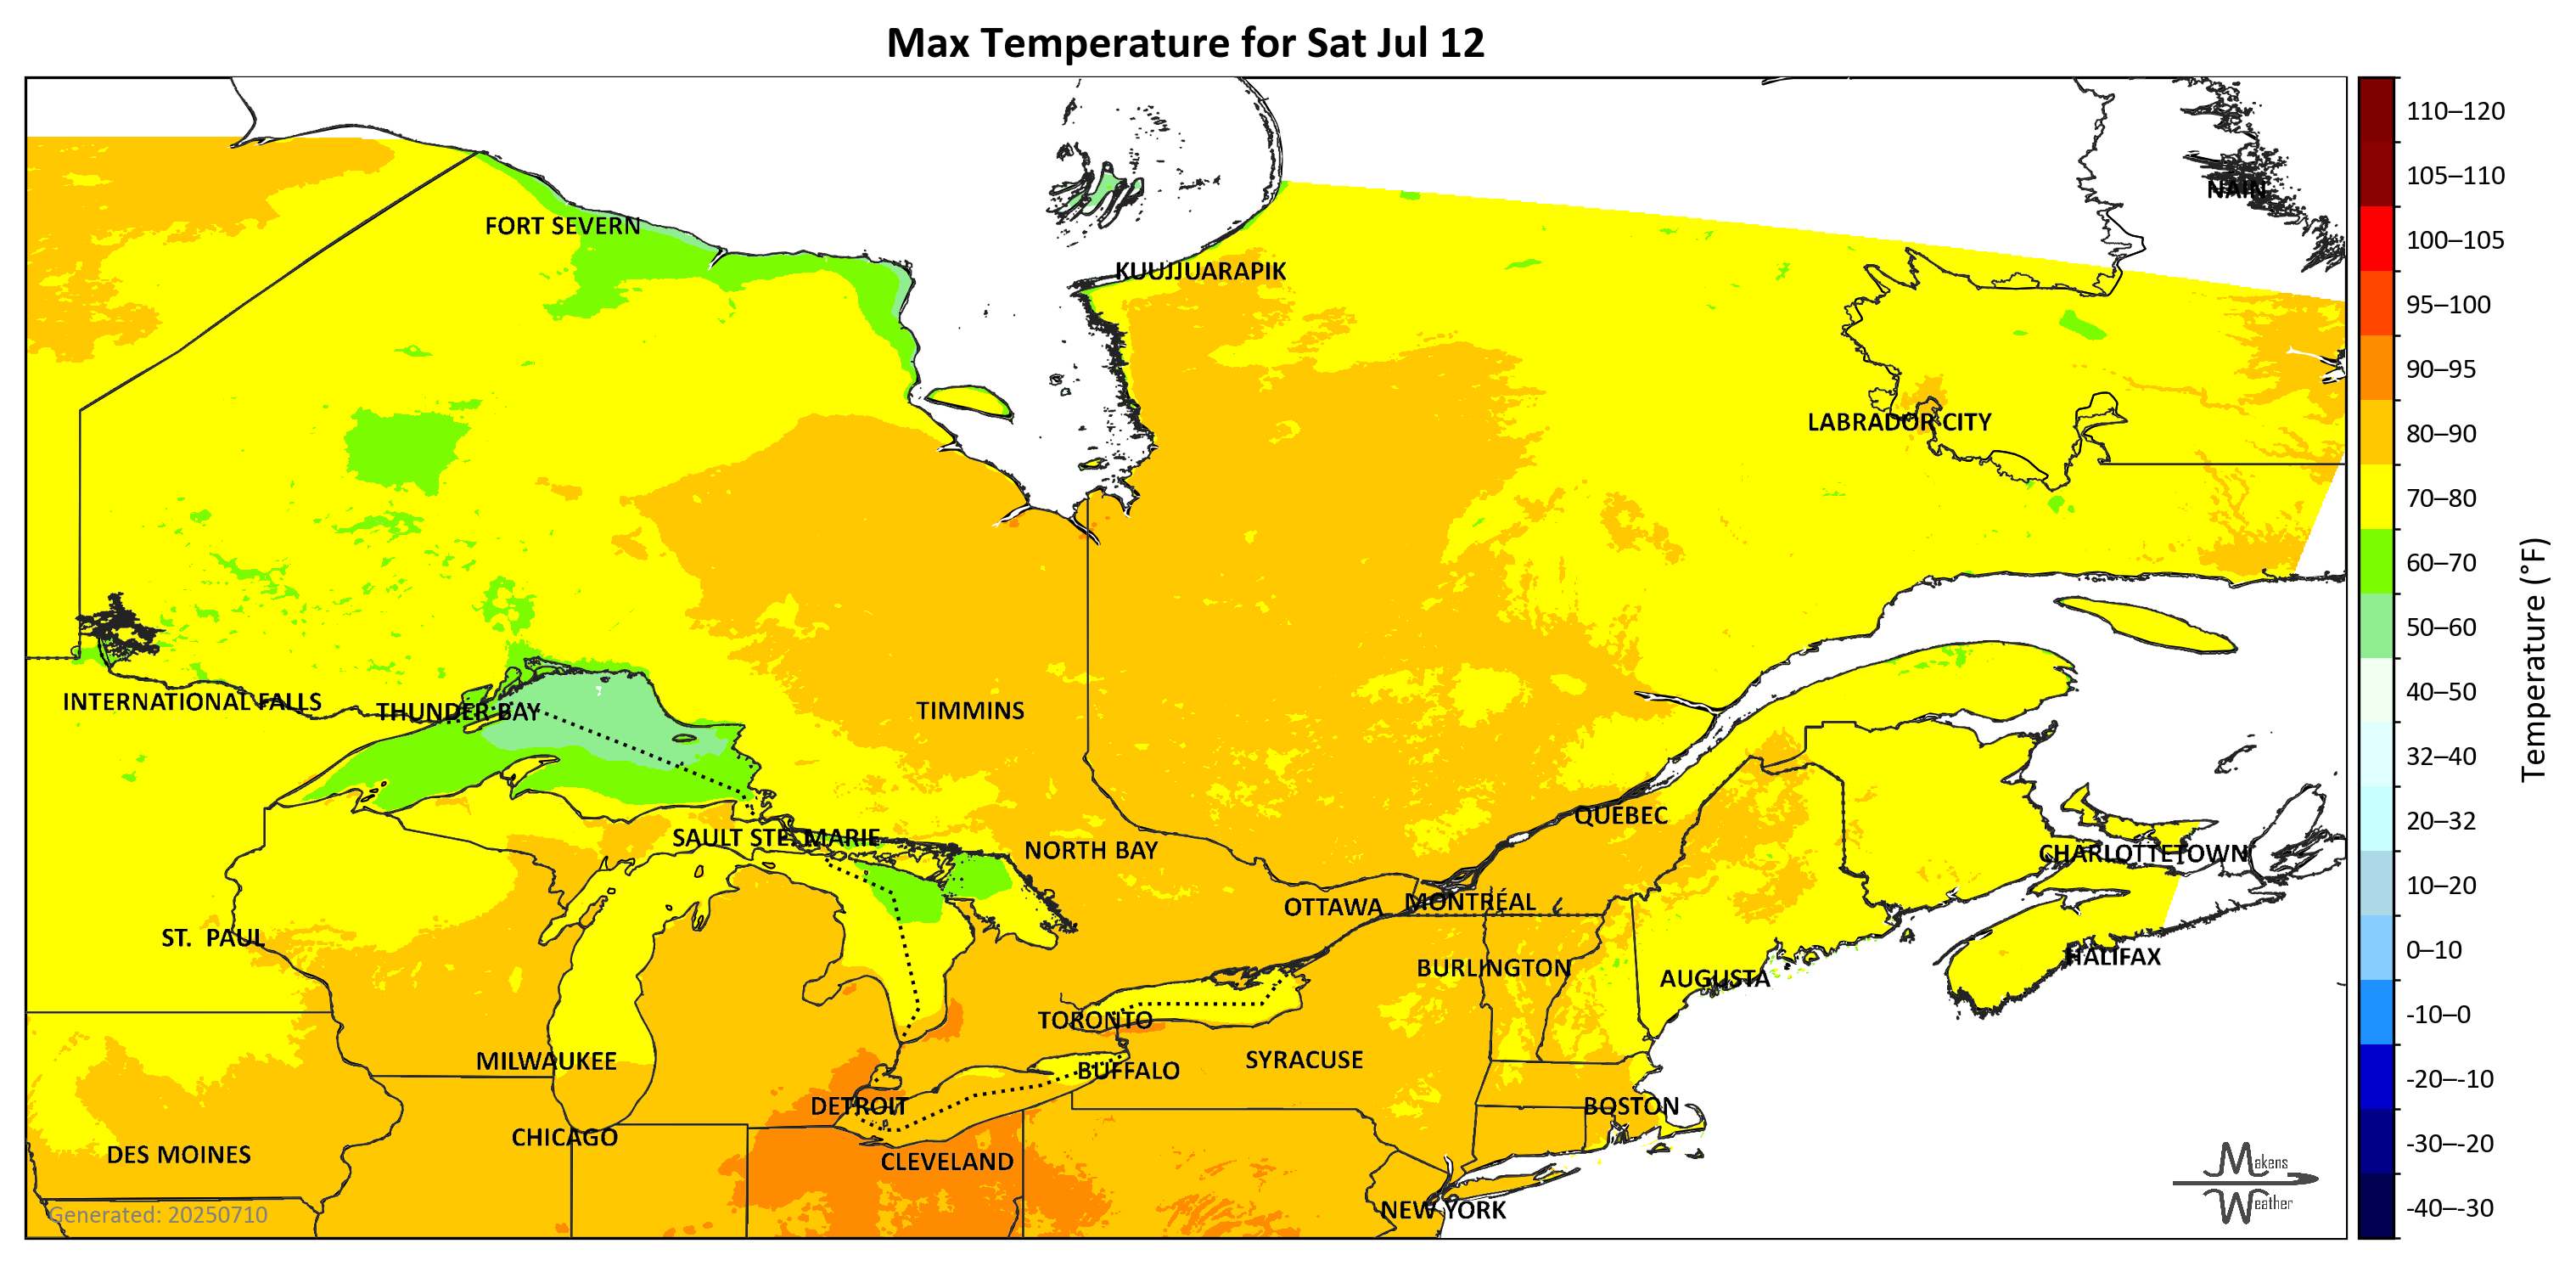 Max Temperature for Sat Jul 12
NAIN
FORT SEVERN
KUUJJUARAPIK
LABRADOR CITY
INTERNATIONAL FALLS
THUNDER BAY
TIMMINS
QUÉBEC
SAULT STE. MARIE
NORTH BAY
CHARLOTTETOWN
OTTAWA
MONTRÉAL
ST. PAUL
HALIFAX
BURLINGTON
AUGUSTA
TORONTO
MILWAUKEE
SYRACUSE
BUFFALO
DETROIT
BOSTON
CHICAGO
DES MOINES
CLEVELAND
NEW YORK
Generated: 20250710
Makens
Weather
110–120
105–110
100–105
95–100
90–95
80–90
70–80
60–70
50–60
40–50
32–40
20–32
10–20
0–10
-10–0
-20–-10
-30–-20
-40–-30
Temperature (°F)